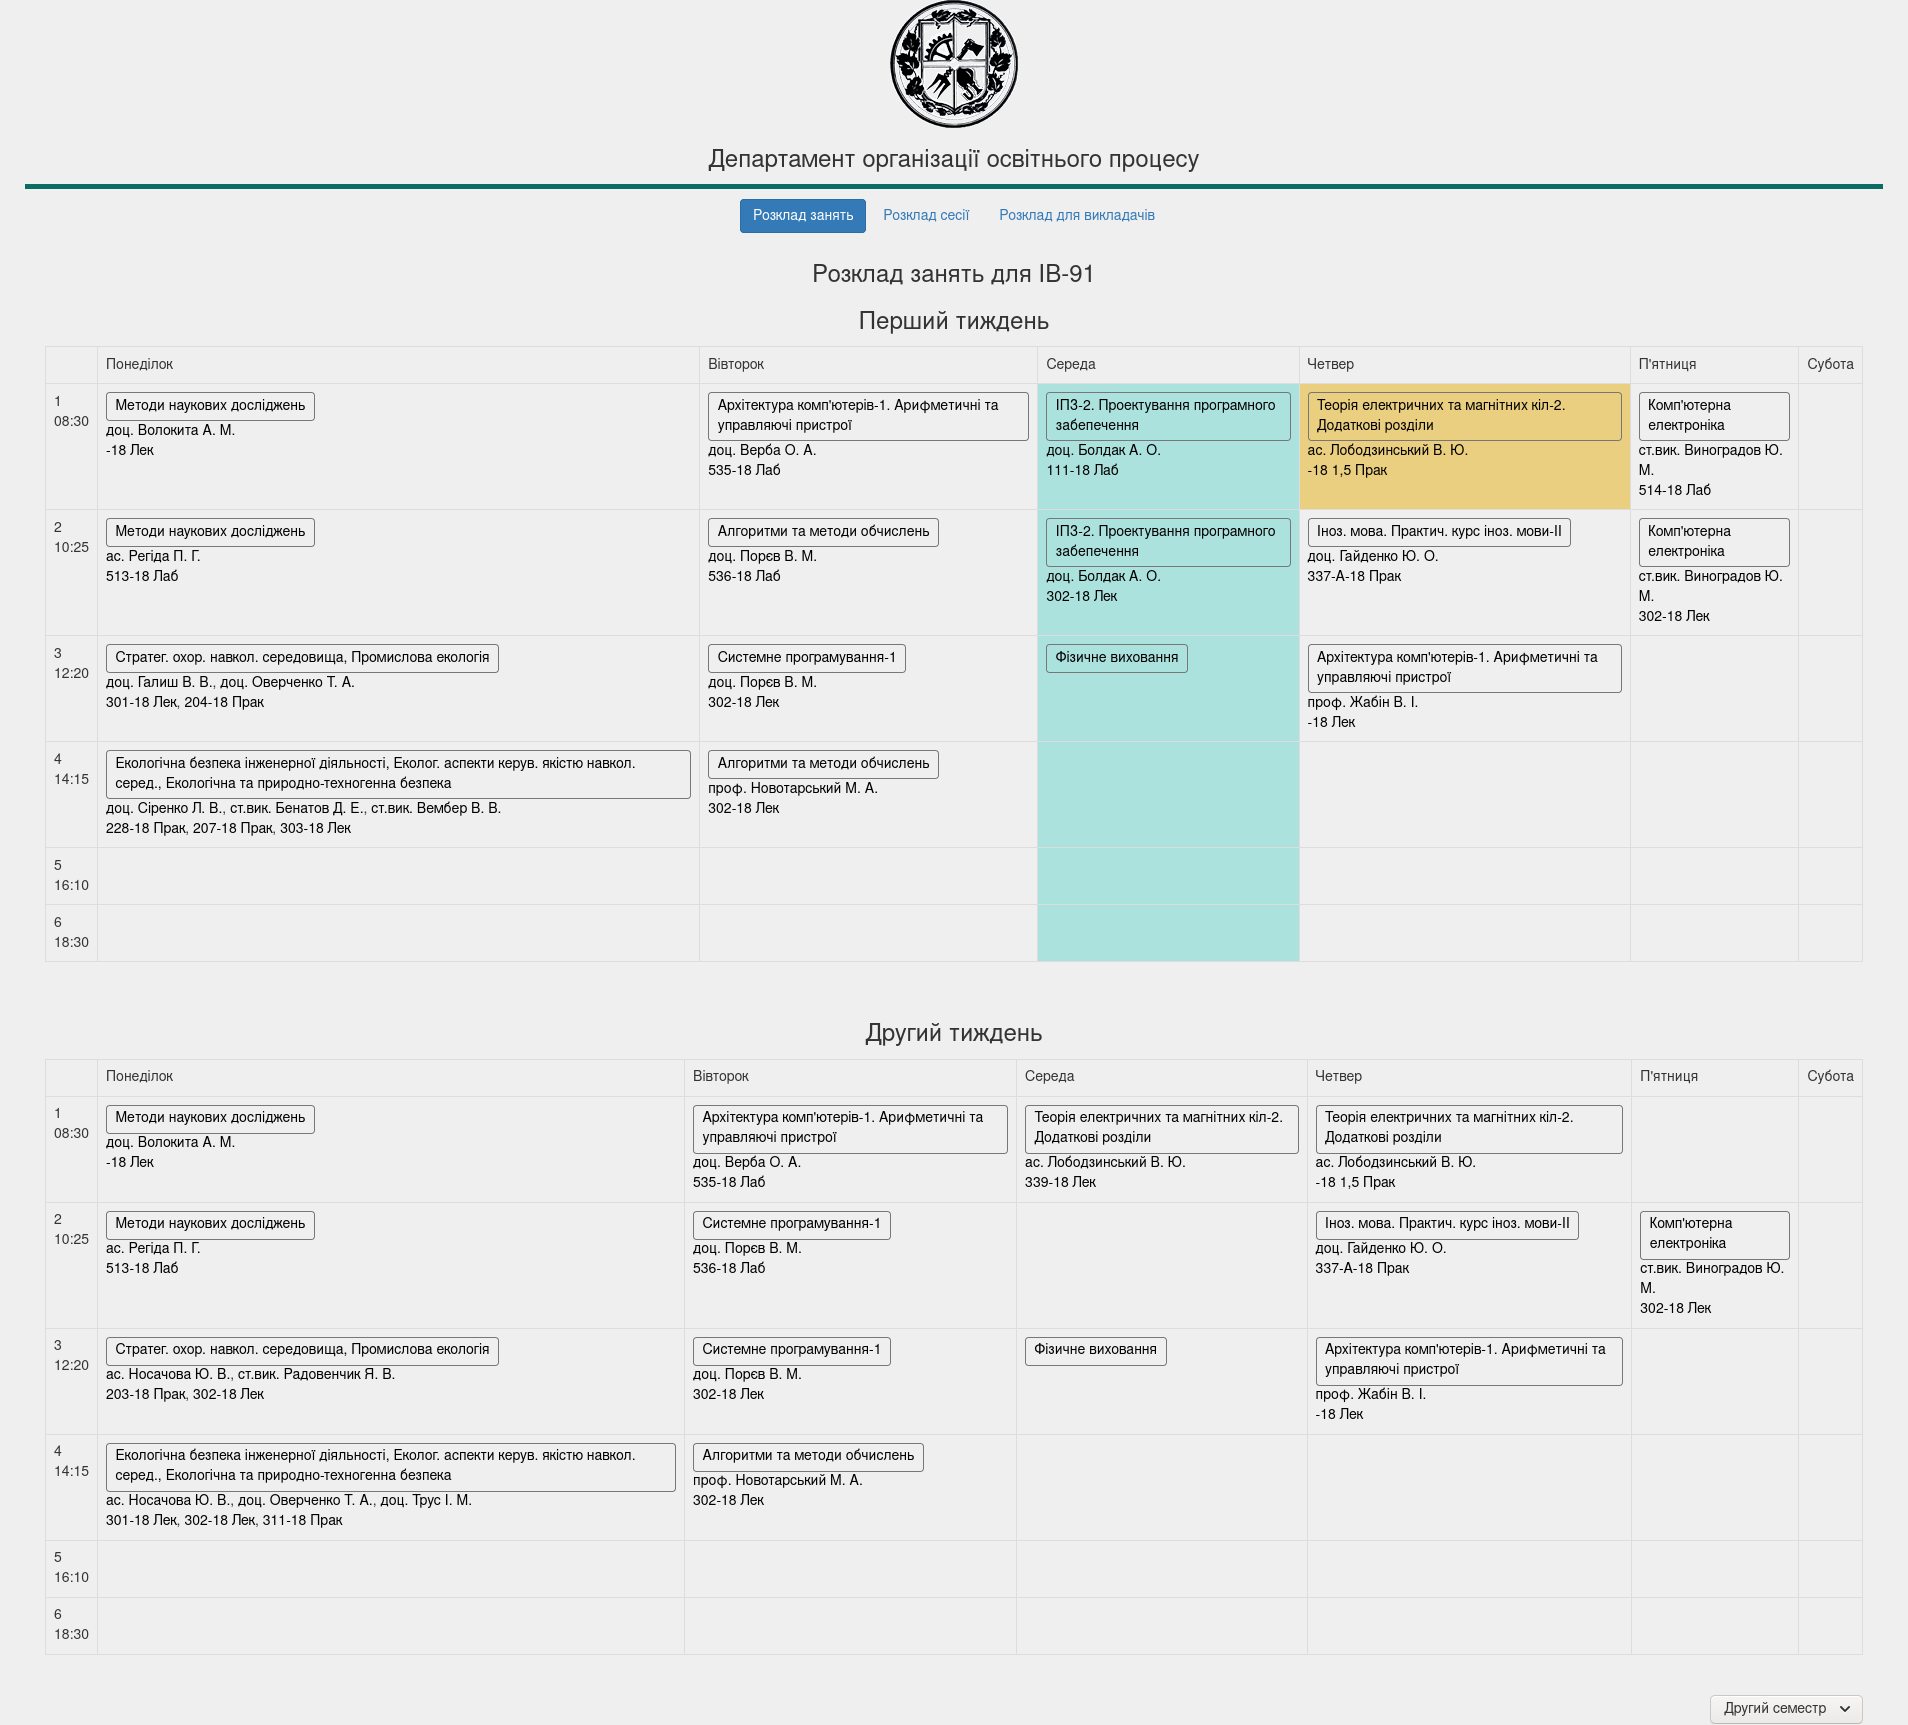 Департамент організації освітнього процесу
Розклад занять
Розклад сесії
Розклад для викладачів
Розклад занять для ІВ-91
Перший тиждень
Понеділок
Вівторок
Середа
Четвер
П'ятниця
Субота
1
08:30
Методи наукових досліджень
доц. Волокита А. М.
-18 Лек
Архітектура комп'ютерів-1. Арифметичні та
управляючі пристрої
доц. Верба О. А.
535-18 Лаб
ІПЗ-2. Проектування програмного
забепечення
доц. Болдак А. О.
111-18 Лаб
Теорія електричних та магнітних кіл-2.
Додаткові розділи
ас. Лободзинський В. Ю.
-18 1,5 Прак
Комп'ютерна
електроніка
ст.вик. Виноградов Ю.
М.
514-18 Лаб
2
10:25
Методи наукових досліджень
ас. Регіда П. Г.
513-18 Лаб
Алгоритми та методи обчислень
доц. Порєв В. М.
536-18 Лаб
ІПЗ-2. Проектування програмного
забепечення
доц. Болдак А. О.
302-18 Лек
Іноз. мова. Практич. курс іноз. мови-ІІ
доц. Гайденко Ю. О.
337-А-18 Прак
Комп'ютерна
електроніка
ст.вик. Виноградов Ю.
М.
302-18 Лек
3
12:20
Стратег. охор. навкол. середовища, Промислова екологія
доц. Галиш В. В., доц. Оверченко Т. А.
301-18 Лек, 204-18 Прак
Системне програмування-1
доц. Порєв В. М.
302-18 Лек
Фізичне виховання
Архітектура комп'ютерів-1. Арифметичні та
управляючі пристрої
проф. Жабін В. І.
-18 Лек
4
14:15
Екологічна безпека інженерної діяльності, Еколог. аспекти керув. якістю навкол.
серед., Екологічна та природно-техногенна безпека
доц. Сіренко Л. В., ст.вик. Бенатов Д. Е., ст.вик. Вембер В. В.
228-18 Прак, 207-18 Прак, 303-18 Лек
Алгоритми та методи обчислень
проф. Новотарський М. А.
302-18 Лек
5
16:10
6
18:30
Другий тиждень
Понеділок
Вівторок
Середа
Четвер
П'ятниця
Субота
1
08:30
Методи наукових досліджень
доц. Волокита А. М.
-18 Лек
Архітектура комп'ютерів-1. Арифметичні та
управляючі пристрої
доц. Верба О. А.
535-18 Лаб
Теорія електричних та магнітних кіл-2.
Додаткові розділи
ас. Лободзинський В. Ю.
339-18 Лек
Теорія електричних та магнітних кіл-2.
Додаткові розділи
ас. Лободзинський В. Ю.
-18 1,5 Прак
2
10:25
Методи наукових досліджень
ас. Регіда П. Г.
513-18 Лаб
Системне програмування-1
доц. Порєв В. М.
536-18 Лаб
Іноз. мова. Практич. курс іноз. мови-ІІ
доц. Гайденко Ю. О.
337-А-18 Прак
Комп'ютерна
електроніка
ст.вик. Виноградов Ю.
М.
302-18 Лек
3
12:20
Стратег. охор. навкол. середовища, Промислова екологія
ас. Носачова Ю. В., ст.вик. Радовенчик Я. В.
203-18 Прак, 302-18 Лек
Системне програмування-1
доц. Порєв В. М.
302-18 Лек
Фізичне виховання
Архітектура комп'ютерів-1. Арифметичні та
управляючі пристрої
проф. Жабін В. І.
-18 Лек
4
14:15
Екологічна безпека інженерної діяльності, Еколог. аспекти керув. якістю навкол.
серед., Екологічна та природно-техногенна безпека
ас. Носачова Ю. В., доц. Оверченко Т. А., доц. Трус І. М.
301-18 Лек, 302-18 Лек, 311-18 Прак
Алгоритми та методи обчислень
проф. Новотарський М. А.
302-18 Лек
5
16:10
6
18:30
Другий семестр